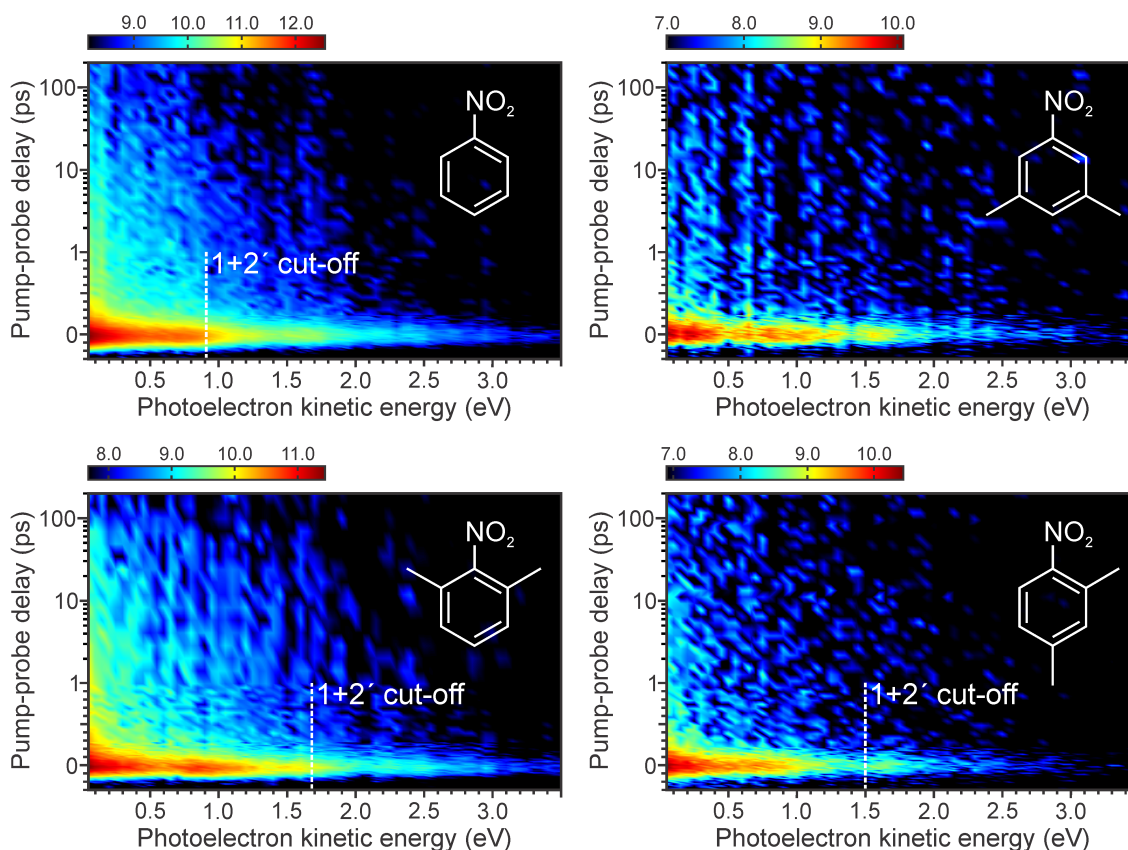 9.0 10.0 11.0 12.0
7.0 8.0 9.0 10.0
Pump-probe delay (ps)
100
10
1
0
NO2
1+2´ cut-off
0.5 1.0 1.5 2.0 2.5 3.0
Photoelectron kinetic energy (eV)
Pump-probe delay (ps)
100
10
1
0
NO2
0.5 1.0 1.5 2.0 2.5 3.0
Photoelectron kinetic energy (eV)
8.0 9.0 10.0 11.0
7.0 8.0 9.0 10.0
Pump-probe delay (ps)
100
10
1
0
NO2
1+2´ cut-off
0.5 1.0 1.5 2.0 2.5 3.0
Photoelectron kinetic energy (eV)
Pump-probe delay (ps)
100
10
1
0
NO2
1+2´ cut-off
0.5 1.0 1.5 2.0 2.5 3.0
Photoelectron kinetic energy (eV)